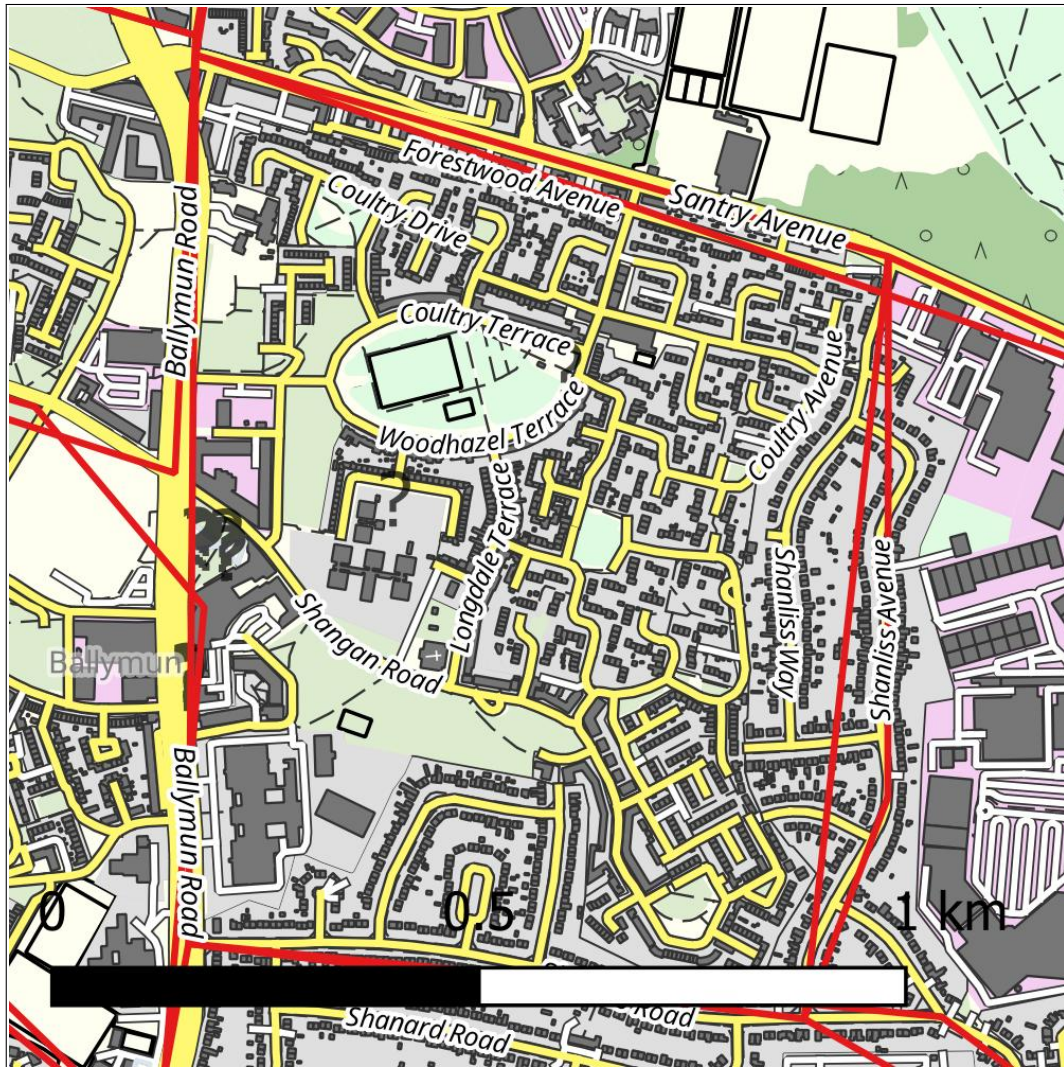 Forestwood Avenue
Santry Avenue
Coultry Drive
Ballymun Road
Coultry Terrace
Woodhazel Terrace
Coultry Avenue
Longdale Terrace
Shanliss Way
Shanliss Avenue
Shangan Road
Ballymun
Ballymun Road
0
0.5
1 km
Road
Shanard Road